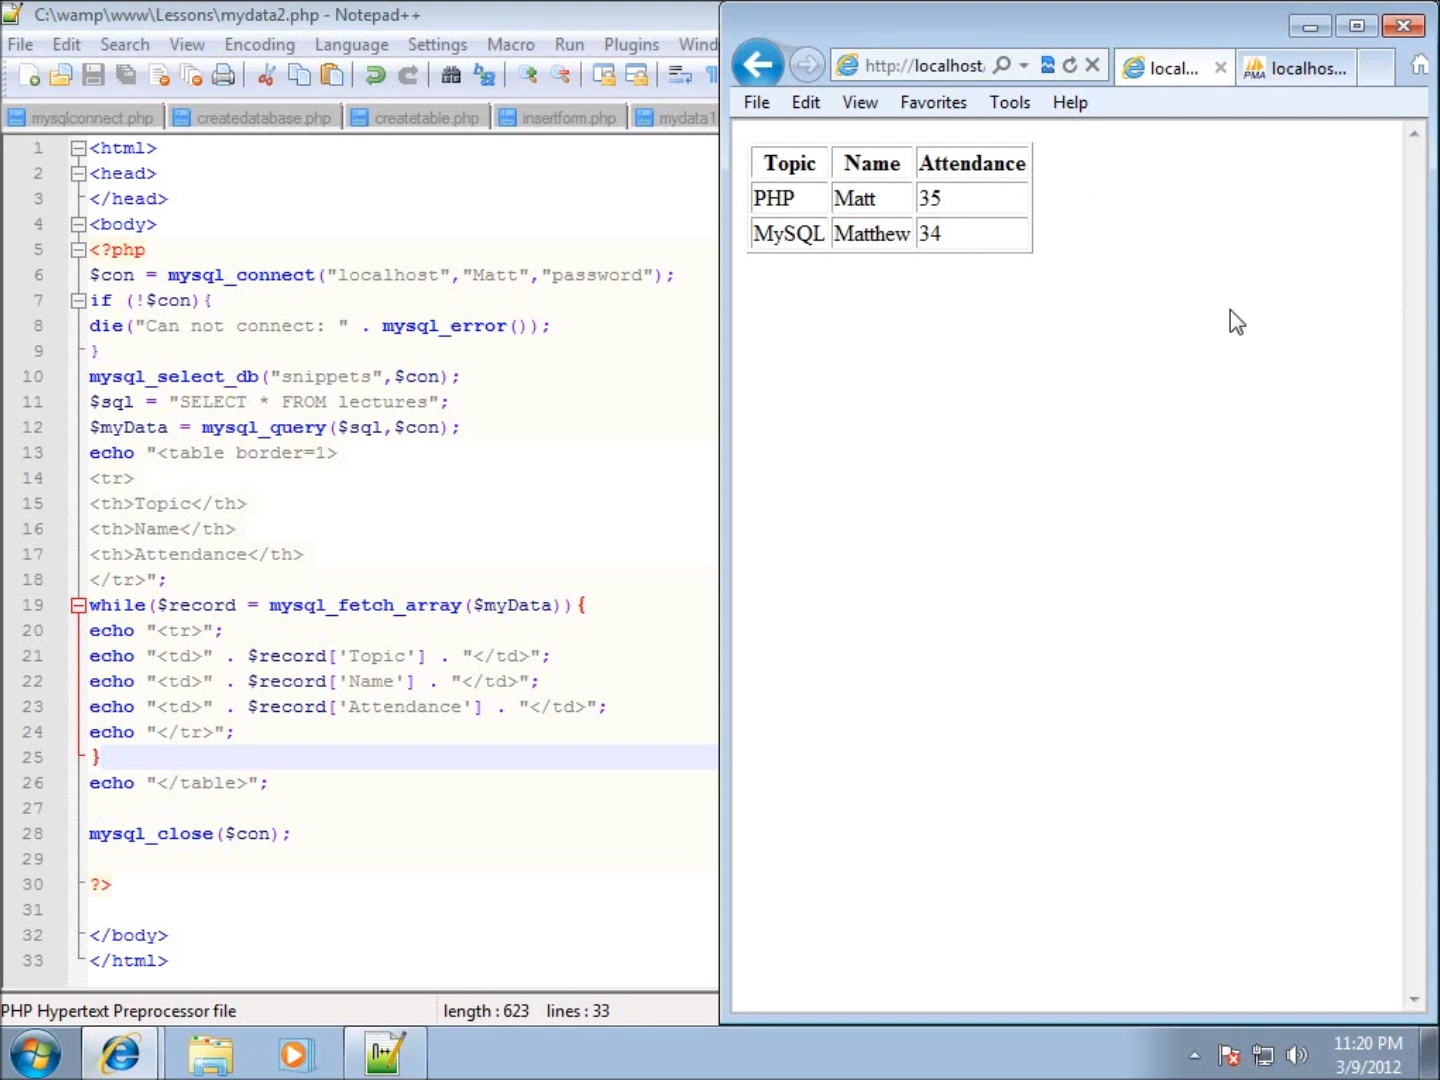 C:\wamp\www\Lessons\mydata2.php - Notepad++
File Edit Search View Encoding Language Settings Macro Run Plugins Wind
mysqlconnect.php createdatabase.php createtable.php insertform.php mydata1
1 <html>
2 <head>
3 </head>
4 <body>
5 <?php
6 $con = mysql_connect("localhost","Matt","password");
7 if (!$con){
8 die("Can not connect: " . mysql_error());
9 }
10 mysql_select_db("snippets",$con);
11 $sql = "SELECT * FROM lectures";
12 $myData = mysql_query($sql,$con);
13 echo "<table border=1>
14 <tr>
15 <th>Topic</th>
16 <th>Name</th>
17 <th>Attendance</th>
18 </tr>";
19 while($record = mysql_fetch_array($myData)){
20 echo "<tr>";
21 echo "<td>" . $record['Topic'] . "</td>";
22 echo "<td>" . $record['Name'] . "</td>";
23 echo "<td>" . $record['Attendance'] . "</td>";
24 echo "</tr>";
25 }
26 echo "</table>";
27
28 mysql_close($con);
29
30 ?>
31
32 </body>
33 </html>
PHP Hypertext Preprocessor file length : 623 lines : 33
http://localhost local... PMA localhos...
File Edit View Favorites Tools Help
Topic Name Attendance
PHP Matt 35
MySQL Matthew 34
n++
11:20 PM
3/9/2012